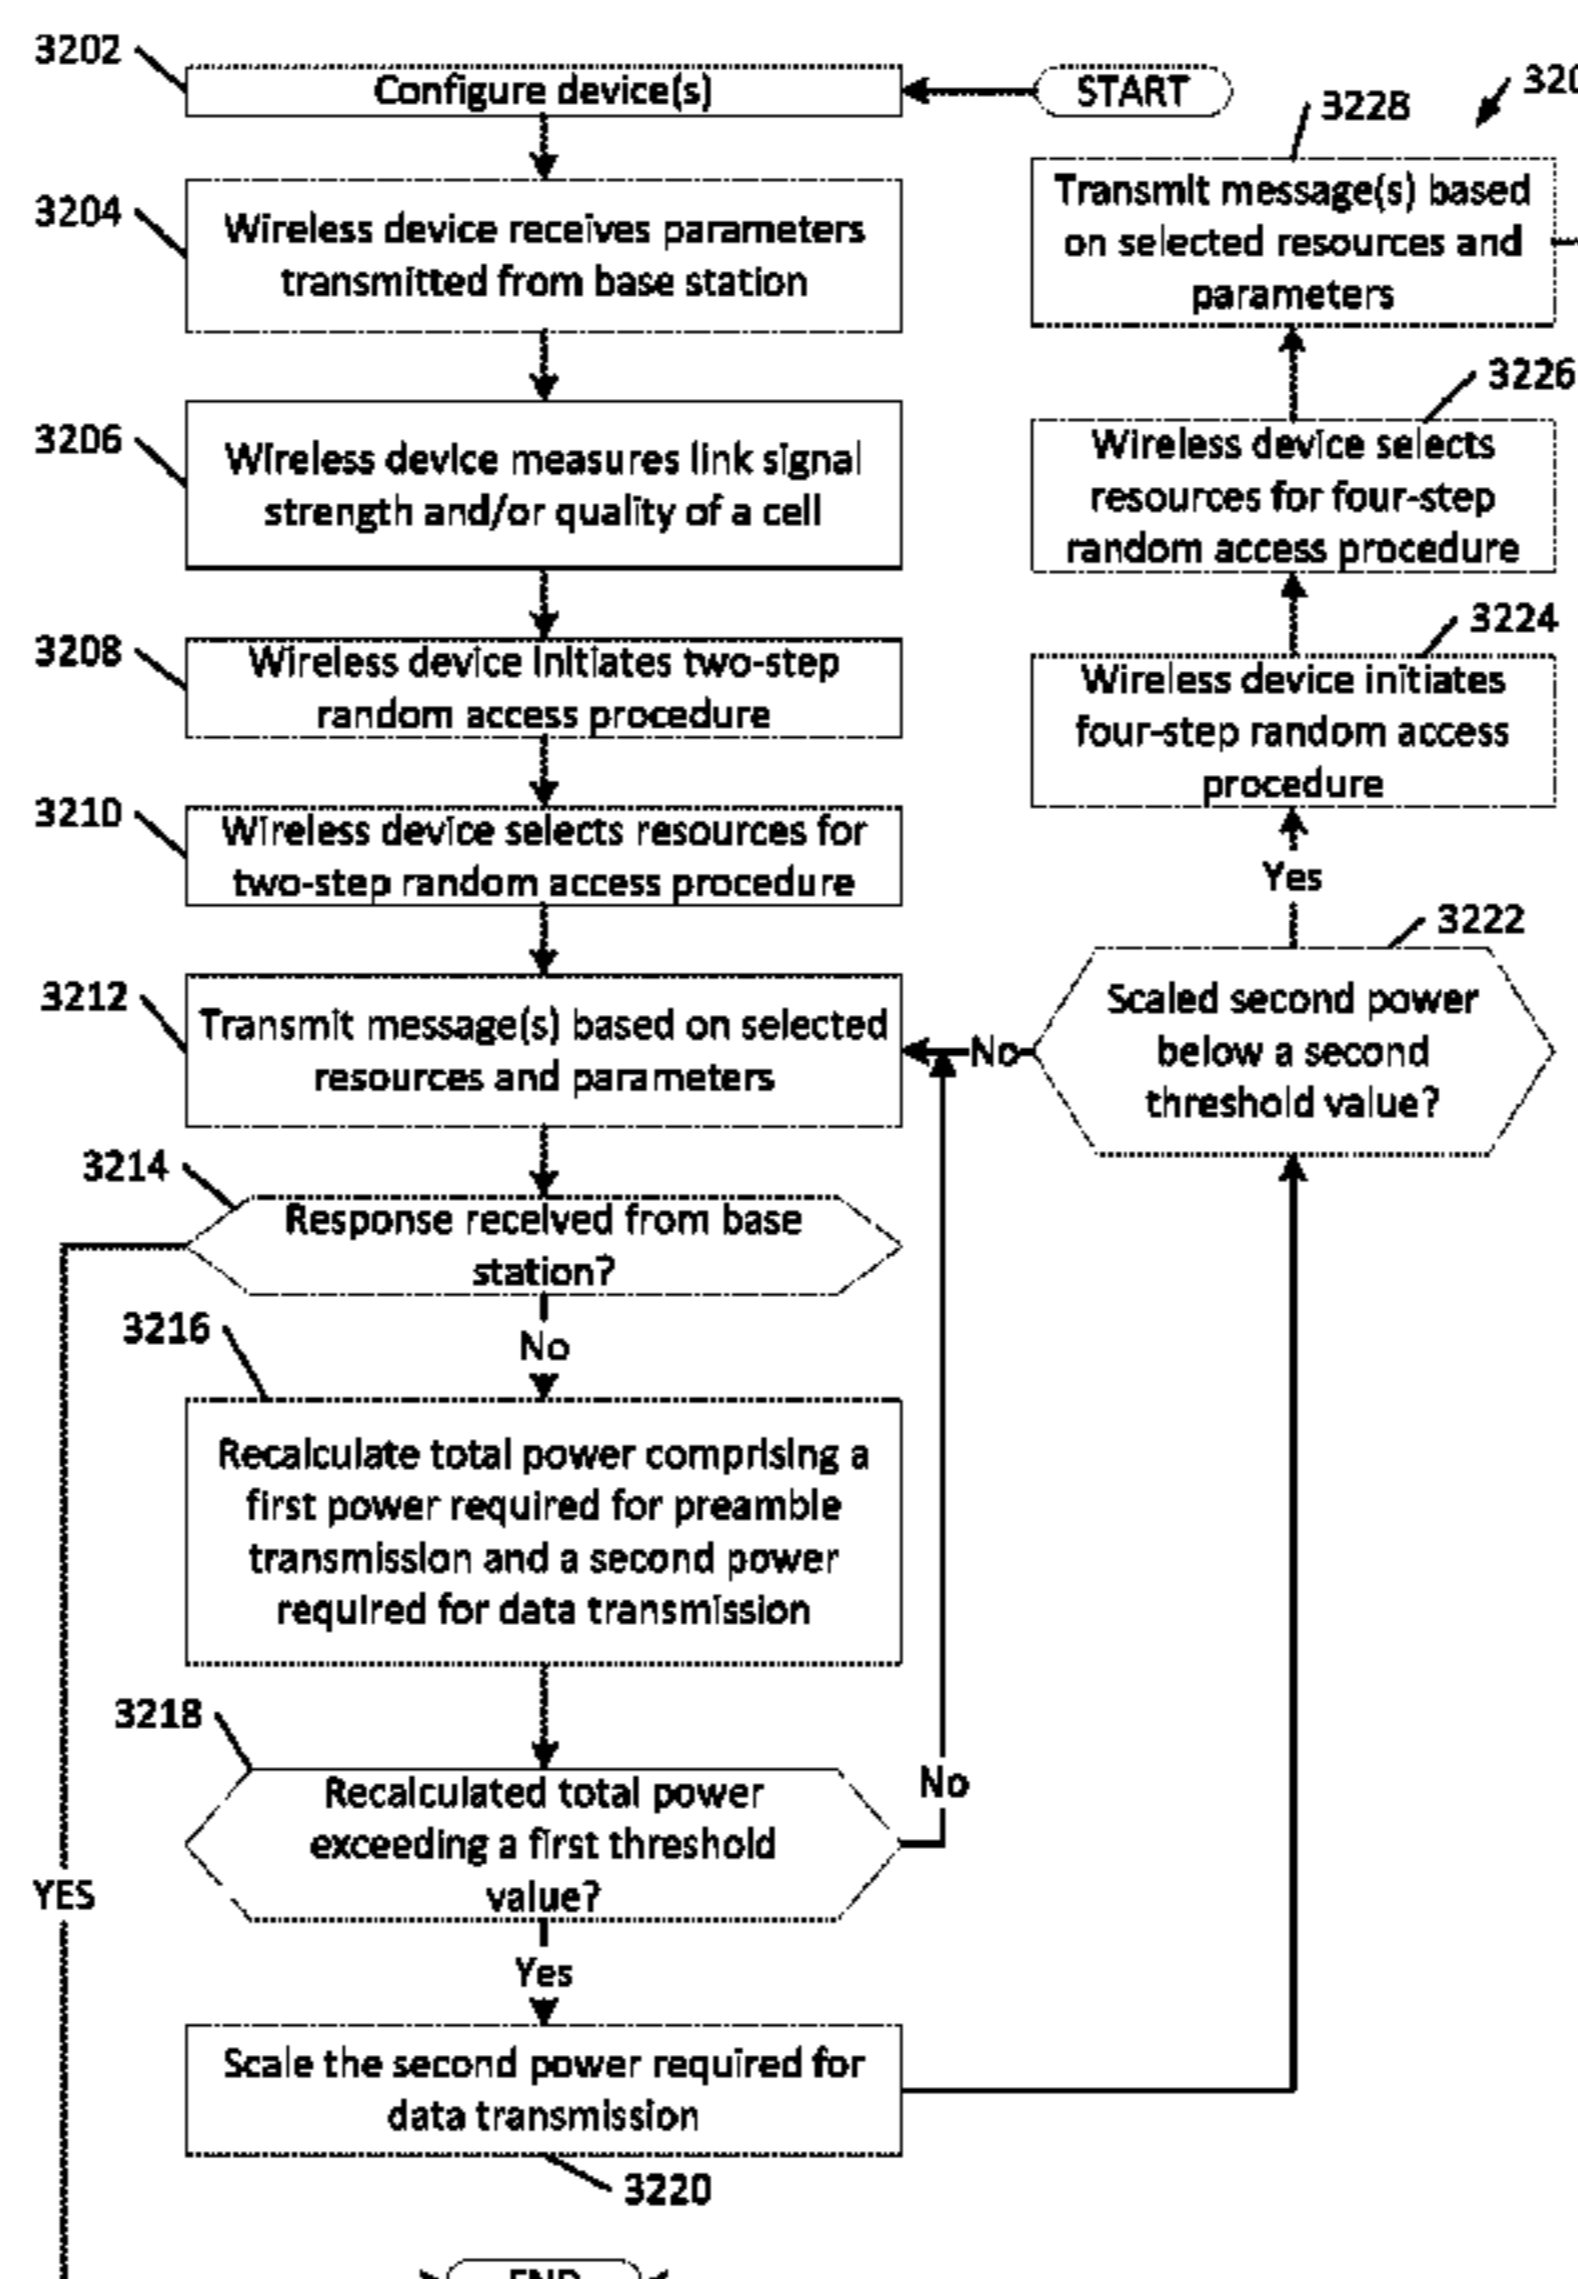 3202
Configure device(s)
START
320
3204
Wireless device receives parameters
transmitted from base station
3206
Wireless device measures link signal
strength and/or quality of a cell
3208
Wireless device initiates two-step
random access procedure
3210
Wireless device selects resources for
two-step random access procedure
3212
Transmit message(s) based on selected
resources and parameters
3214
Response received from base
station?
No
YES
3216
Recalculate total power comprising a
first power required for preamble
transmission and a second power
required for data transmission
3218
Recalculated total power
exceeding a first threshold
value?
No
Yes
Scale the second power required for
data transmission
3220
3222
Scaled second power
below a second
threshold value?
No
Yes
3224
Wireless device initiates
four-step random access
procedure
3226
Wireless device selects
resources for four-step
random access procedure
3228
Transmit message(s) based
on selected resources and
parameters
END